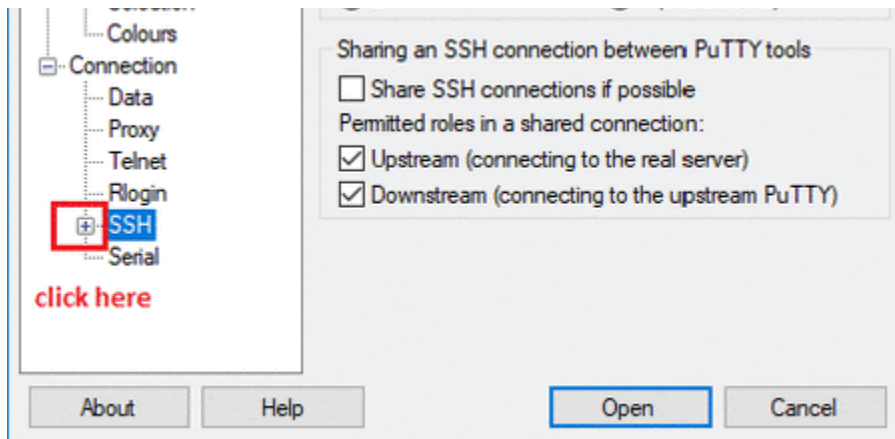 Colours
Connection
Data
Proxy
Telnet
Rlogin
SSH
Serial
click here
Sharing an SSH connection between PuTTY tools
Share SSH connections if possible
Permitted roles in a shared connection:
Upstream (connecting to the real server)
Downstream (connecting to the upstream PuTTY)
About
Help
Open
Cancel